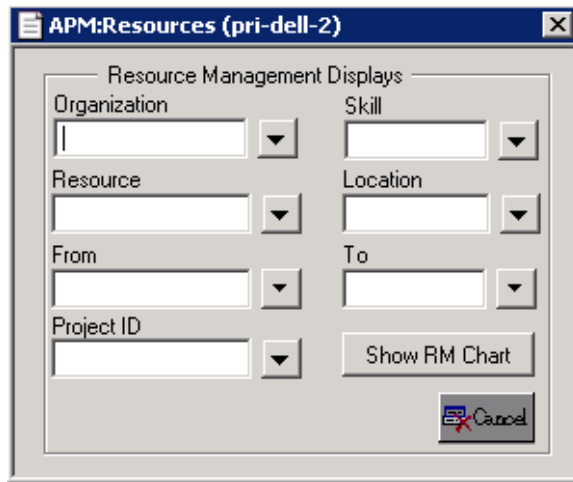 APM:Resources (pri-dell-2)
Resource Management Displays
Organization Skill
Resource Location
From To
Project ID
Show RM Chart
Cancel